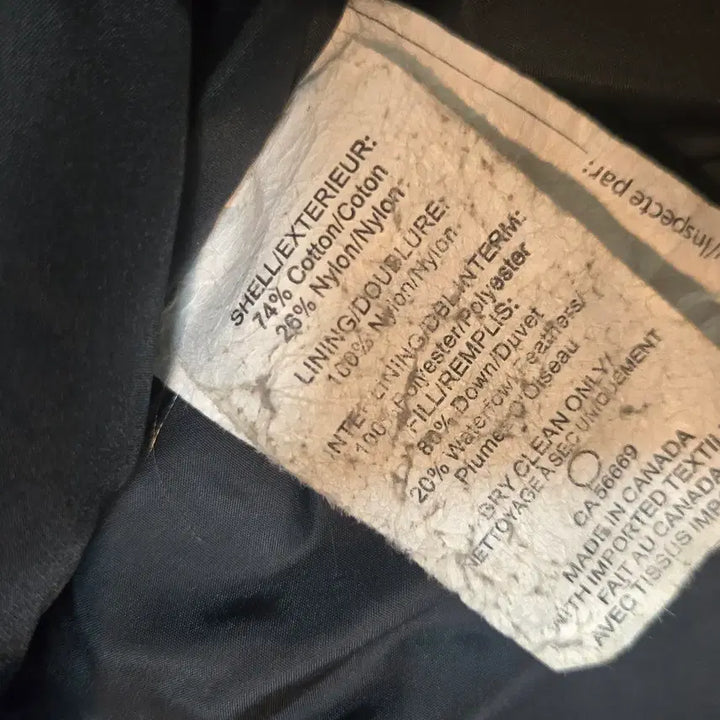 /Inspecte par:
SHELL/EXTERIEUR:
74% Cotton/Coton
26% Nylon/Nylon
LINING/DOUBLURE:
100% Nylon/Nylon
INTERLINING/DBL.INTERM:
100% Polyester/Polyester
FILL/REMPLIS:
80% Down/Duvet
20% Waterfowl Feathers/
Plumes D'Oiseau
DRY CLEAN ONLY/
NETTOYAGE À SEC UNIQUEMENT
CA 56669
MADE IN CANADA
WITH IMPORTED TEXTIL
FAIT AU CANADA
AVEC TISSUS IMP